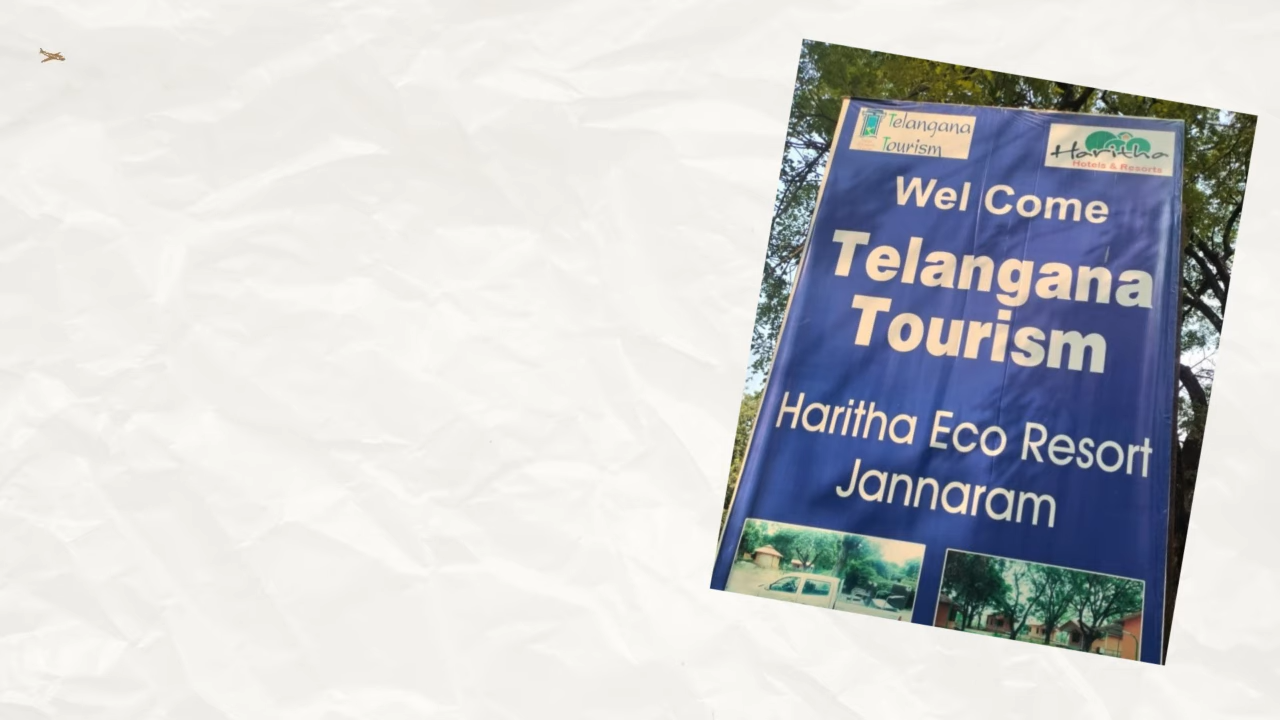 Telangana
Tourism
Haritha
Hotels & Resorts
Wel Come
Telangana
Tourism
Haritha Eco Resort
Jannaram